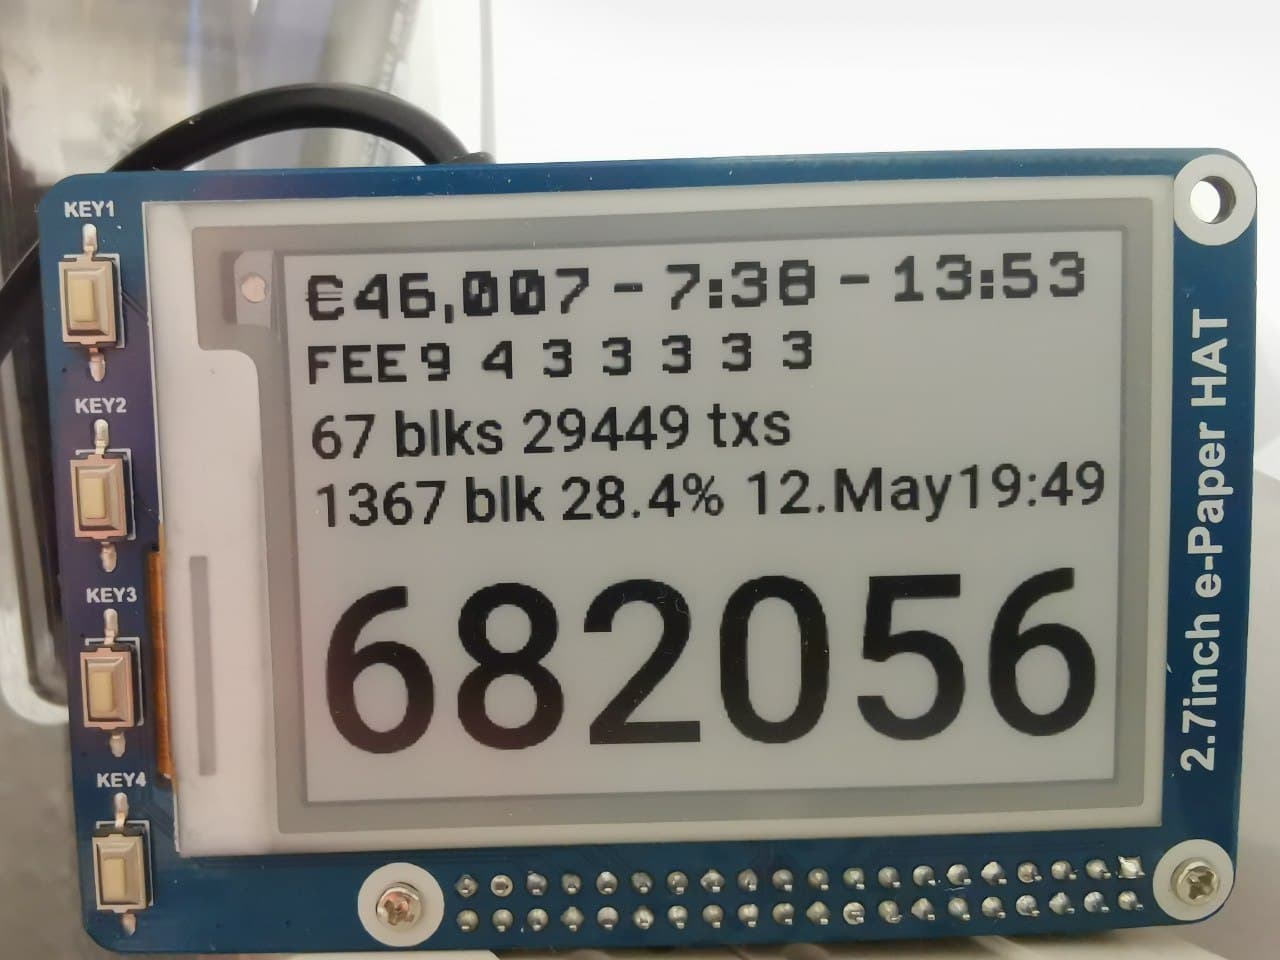 KEY1
KEY2
KEY3
KEY4
€46,007 - 7:38 - 13:53
FEE 9 4 3 3 3 3 3
67 blks 29449 txs
1367 blk 28.4% 12.May19:49
682056
2.7inch e-Paper HAT